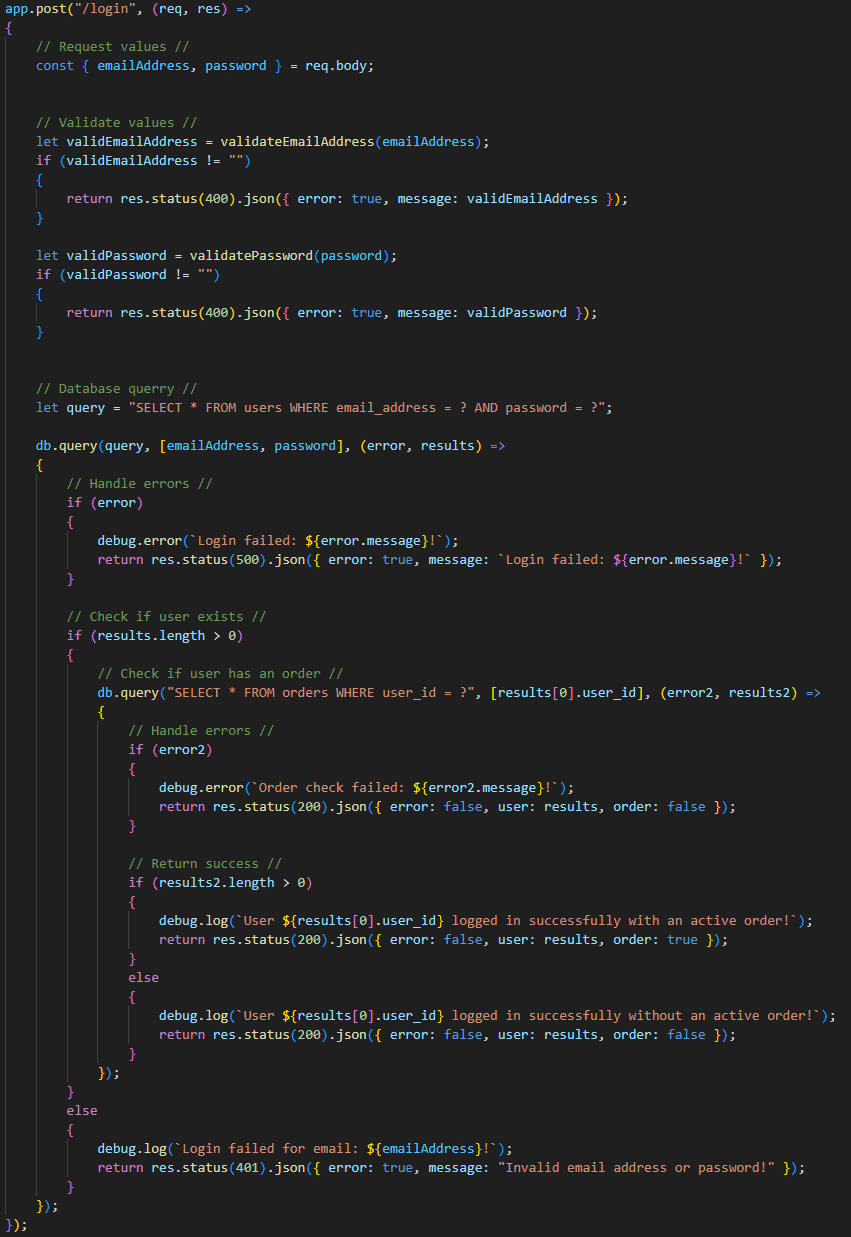 app.post("/login", (req, res) =>
{
    // Request values //
    const { emailAddress, password } = req.body;


    // Validate values //
    let validEmailAddress = validateEmailAddress(emailAddress);
    if (validEmailAddress != "")
    {
        return res.status(400).json({ error: true, message: validEmailAddress });
    }

    let validPassword = validatePassword(password);
    if (validPassword != "")
    {
        return res.status(400).json({ error: true, message: validPassword });
    }


    // Database querry //
    let query = "SELECT * FROM users WHERE email_address = ? AND password = ?";

    db.query(query, [emailAddress, password], (error, results) =>
    {
        // Handle errors //
        if (error)
        {
            debug.error(`Login failed: ${error.message}!`);
            return res.status(500).json({ error: true, message: `Login failed: ${error.message}!` });
        }

        // Check if user exists //
        if (results.length > 0)
        {
            // Check if user has an order //
            db.query("SELECT * FROM orders WHERE user_id = ?", [results[0].user_id], (error2, results2) =>
            {
                // Handle errors //
                if (error2)
                {
                    debug.error(`Order check failed: ${error2.message}!`);
                    return res.status(200).json({ error: false, user: results, order: false });
                }

                // Return success //
                if (results2.length > 0)
                {
                    debug.log(`User ${results[0].user_id} logged in successfully with an active order!`);
                    return res.status(200).json({ error: false, user: results, order: true });
                }
                else
                {
                    debug.log(`User ${results[0].user_id} logged in successfully without an active order!`);
                    return res.status(200).json({ error: false, user: results, order: false });
                }
            });
        }
        else
        {
            debug.log(`Login failed for email: ${emailAddress}!`);
            return res.status(401).json({ error: true, message: "Invalid email address or password!" });
        }
    });
});